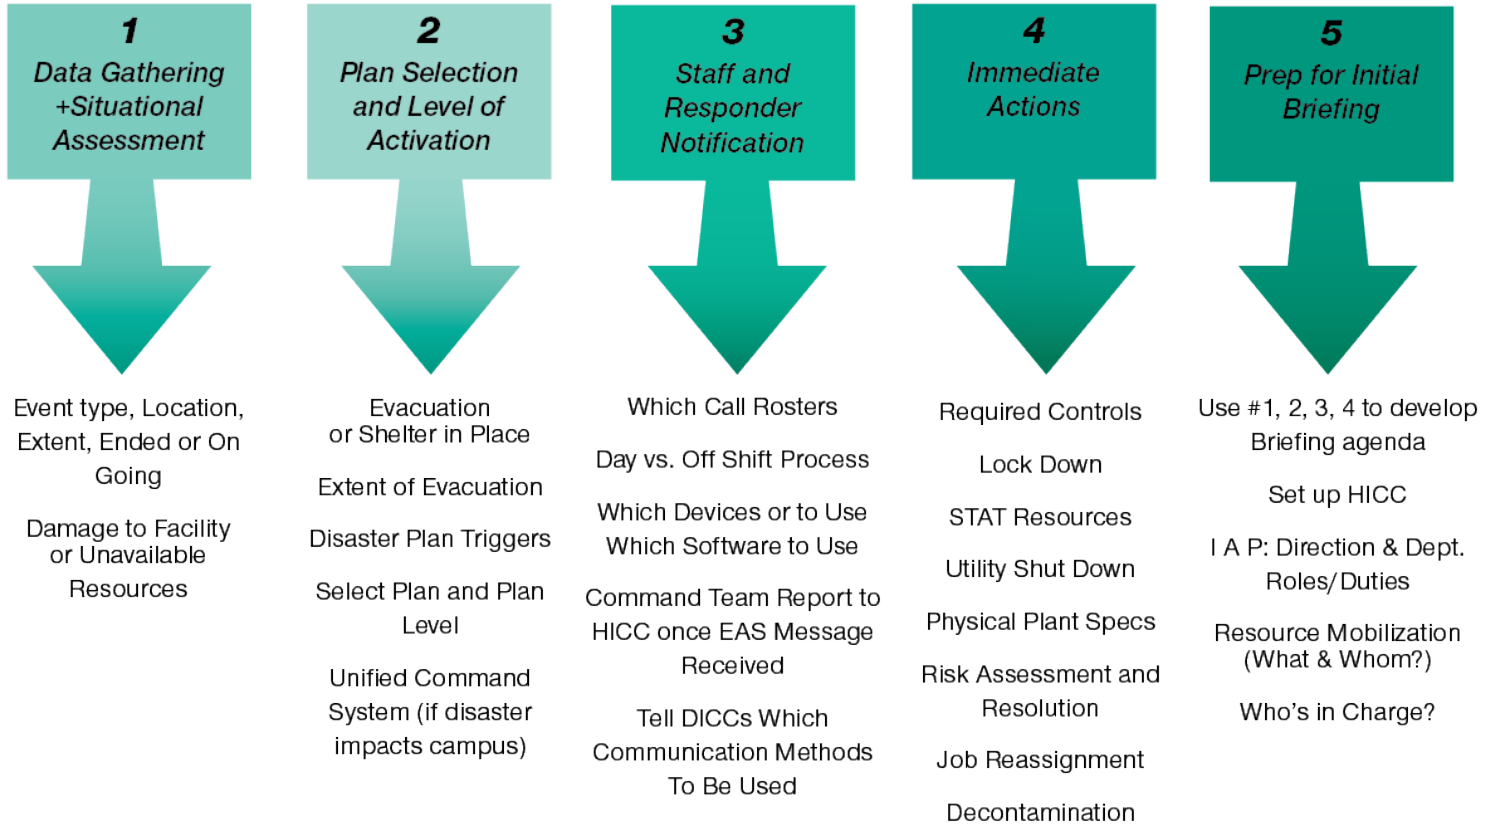 1
Data Gathering
+Situational
Assessment
Event type, Location,
Extent, Ended or On
Going
Damage to Facility
or Unavailable
Resources
2
Plan Selection
and Level of
Activation
Evacuation
or Shelter in Place
Extent of Evacuation
Disaster Plan Triggers
Select Plan and Plan
Level
Unified Command
System (if disaster
impacts campus)
3
Staff and
Responder
Notification
Which Call Rosters
Day vs. Off Shift Process
Which Devices or to Use
Which Software to Use
Command Team Report to
HICC once EAS Message
Received
Tell DICCs Which
Communication Methods
To Be Used
4
Immediate
Actions
Required Controls
Lock Down
STAT Resources
Utility Shut Down
Physical Plant Specs
Risk Assessment and
Resolution
Job Reassignment
Decontamination
5
Prep for Initial
Briefing
Use #1, 2, 3, 4 to develop
Briefing agenda
Set up HICC
I A P: Direction & Dept.
Roles/Duties
Resource Mobilization
(What & Whom?)
Who's in Charge?